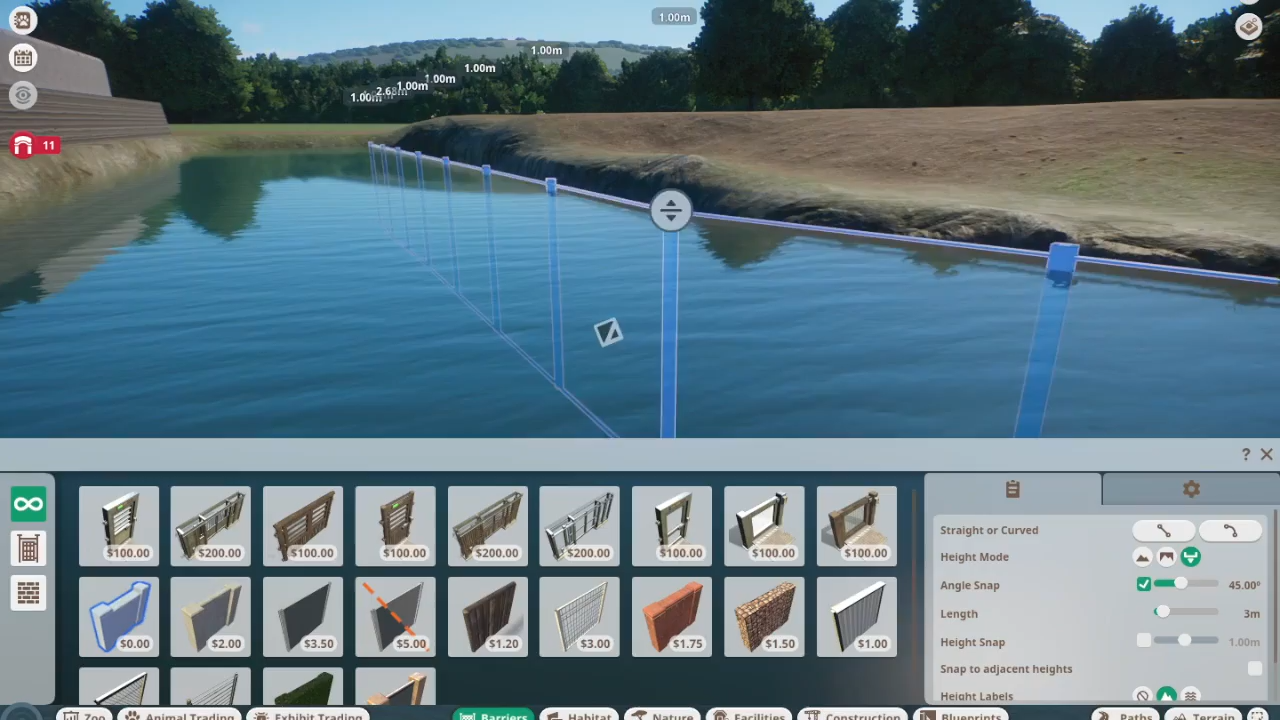 1.00m
1.00m
1.00m
1.00m
1.00m
2.68m
1.00m
11
? ×
$100.00
$200.00
$100.00
$100.00
$200.00
$200.00
$100.00
$100.00
$100.00
$0.00
$2.00
$3.50
$5.00
$1.20
$3.00
$1.75
$1.50
$1.00
Straight or Curved
Height Mode
Angle Snap 45.00°
Length 3m
Height Snap 1.00m
Snap to adjacent heights
Height Labels
Zoo
Animal Trading
Exhibit Trading
Barriers
Habitat
Nature
Facilities
Construction
Blueprints
Paths
Terrain